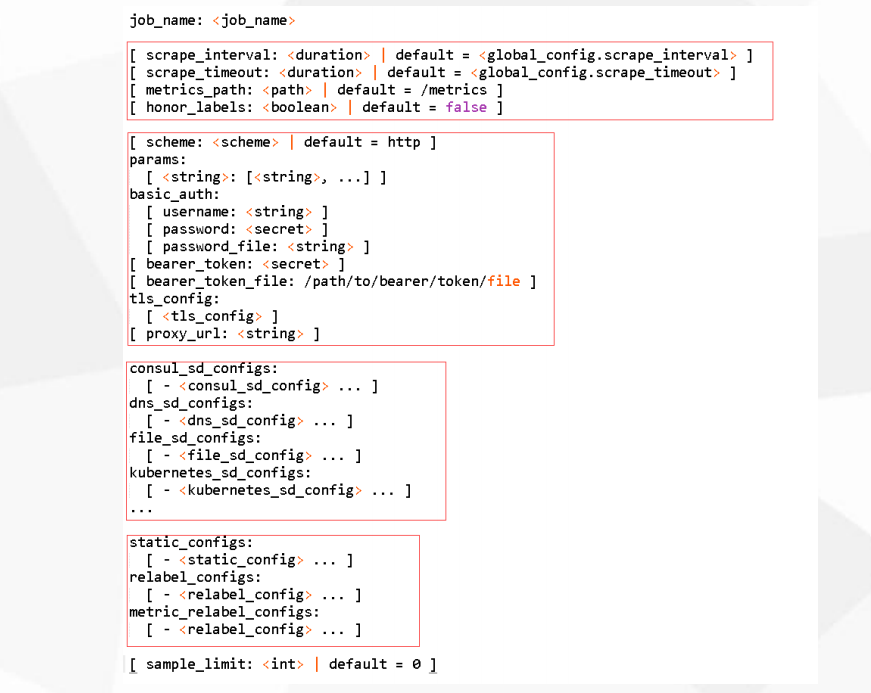 job_name: <job_name>
[ scrape_interval: <duration> | default = <global_config.scrape_interval> ]
[ scrape_timeout: <duration> | default = <global_config.scrape_timeout> ]
[ metrics_path: <path> | default = /metrics ]
[ honor_labels: <boolean> | default = false ]
[ scheme: <scheme> | default = http ]
params:
  [ <string>: [<string>, ...] ]
basic_auth:
  [ username: <string> ]
  [ password: <secret> ]
  [ password_file: <string> ]
[ bearer_token: <secret> ]
[ bearer_token_file: /path/to/bearer/token/file ]
tls_config:
  [ <tls_config> ]
[ proxy_url: <string> ]
consul_sd_configs:
  [ - <consul_sd_config> ... ]
dns_sd_configs:
  [ - <dns_sd_config> ... ]
file_sd_configs:
  [ - <file_sd_config> ... ]
kubernetes_sd_configs:
  [ - <kubernetes_sd_config> ... ]
...
static_configs:
  [ - <static_config> ... ]
relabel_configs:
  [ - <relabel_config> ... ]
metric_relabel_configs:
  [ - <relabel_config> ... ]
[ sample_limit: <int> | default = 0 ]